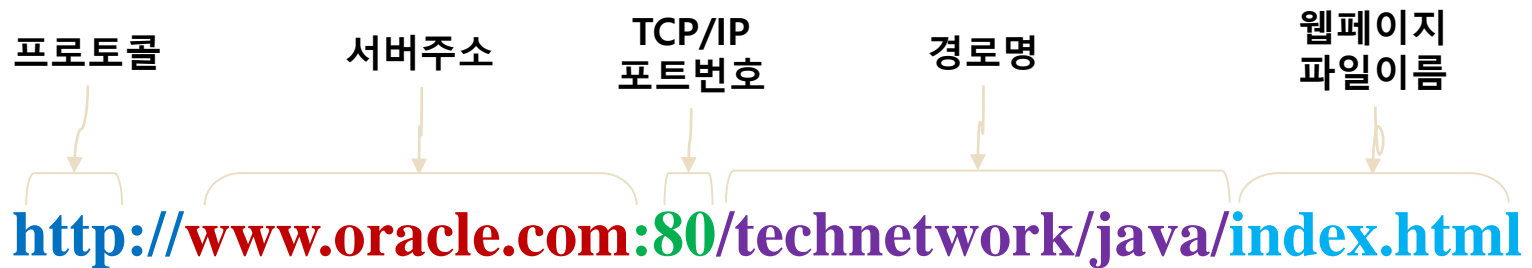 프로토콜
서버주소
TCP/IP
포트번호
경로명
웹페이지
파일이름
http://www.oracle.com:80/technetwork/java/index.html